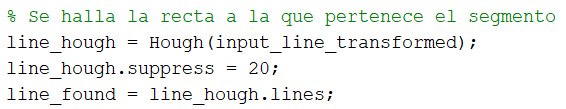 % Se halla la recta a la que pertenece el segmento
line_hough = Hough(input_line_transformed);
line_hough.suppress = 20;
line_found = line_hough.lines;